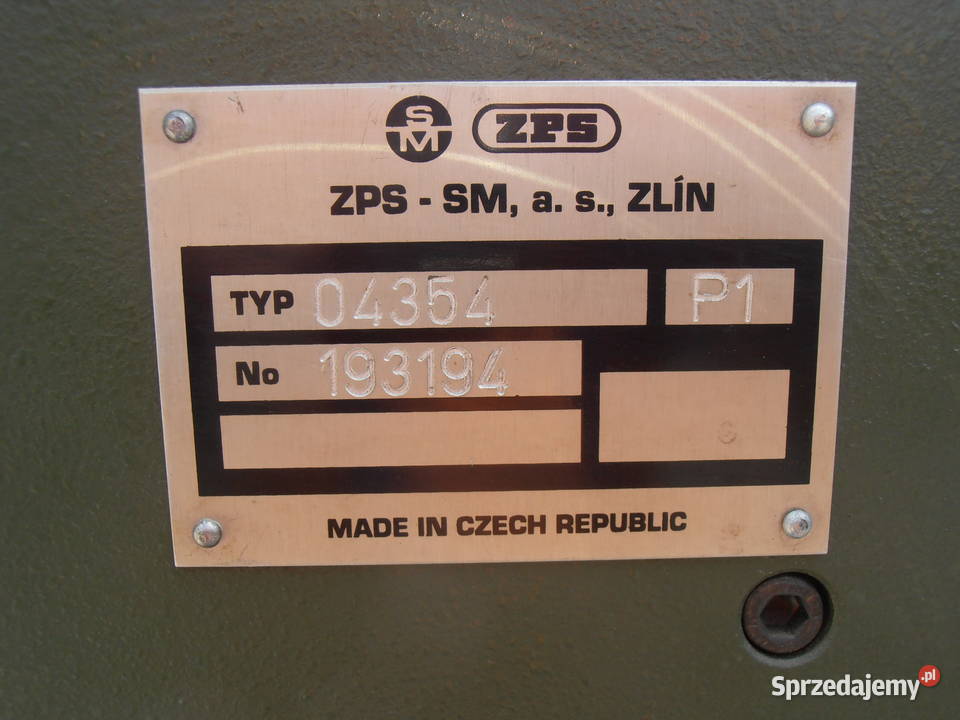 SM ZPS
ZPS - SM, a. s., ZLÍN
TYP 04354 P1
No 193194
MADE IN CZECH REPUBLIC
Sprzedajemy.pl